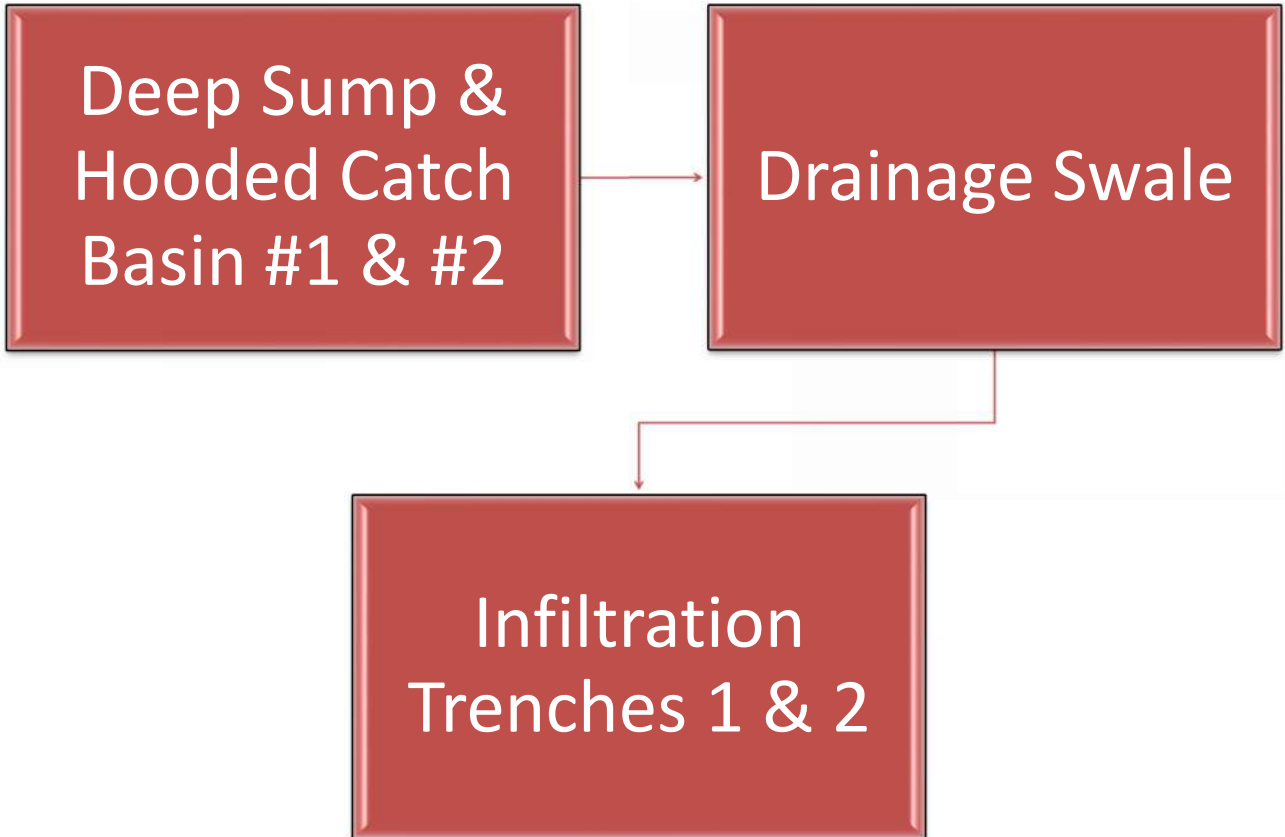 Deep Sump &
Hooded Catch
Basin #1 & #2
Drainage Swale
Infiltration
Trenches 1 & 2